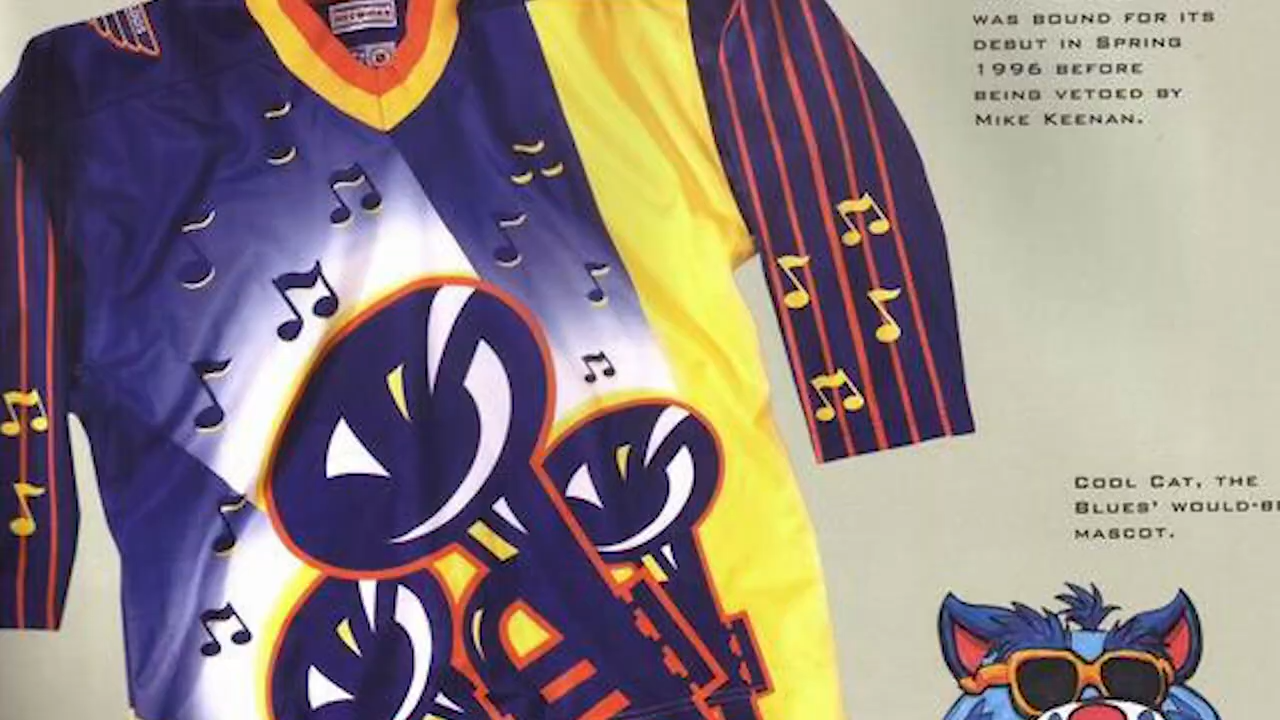 WAS BOUND FOR ITS
DEBUT IN SPRING
1996 BEFORE
BEING VETOED BY
MIKE KEENAN.
COOL CAT, THE
BLUES' WOULD-BE
MASCOT.